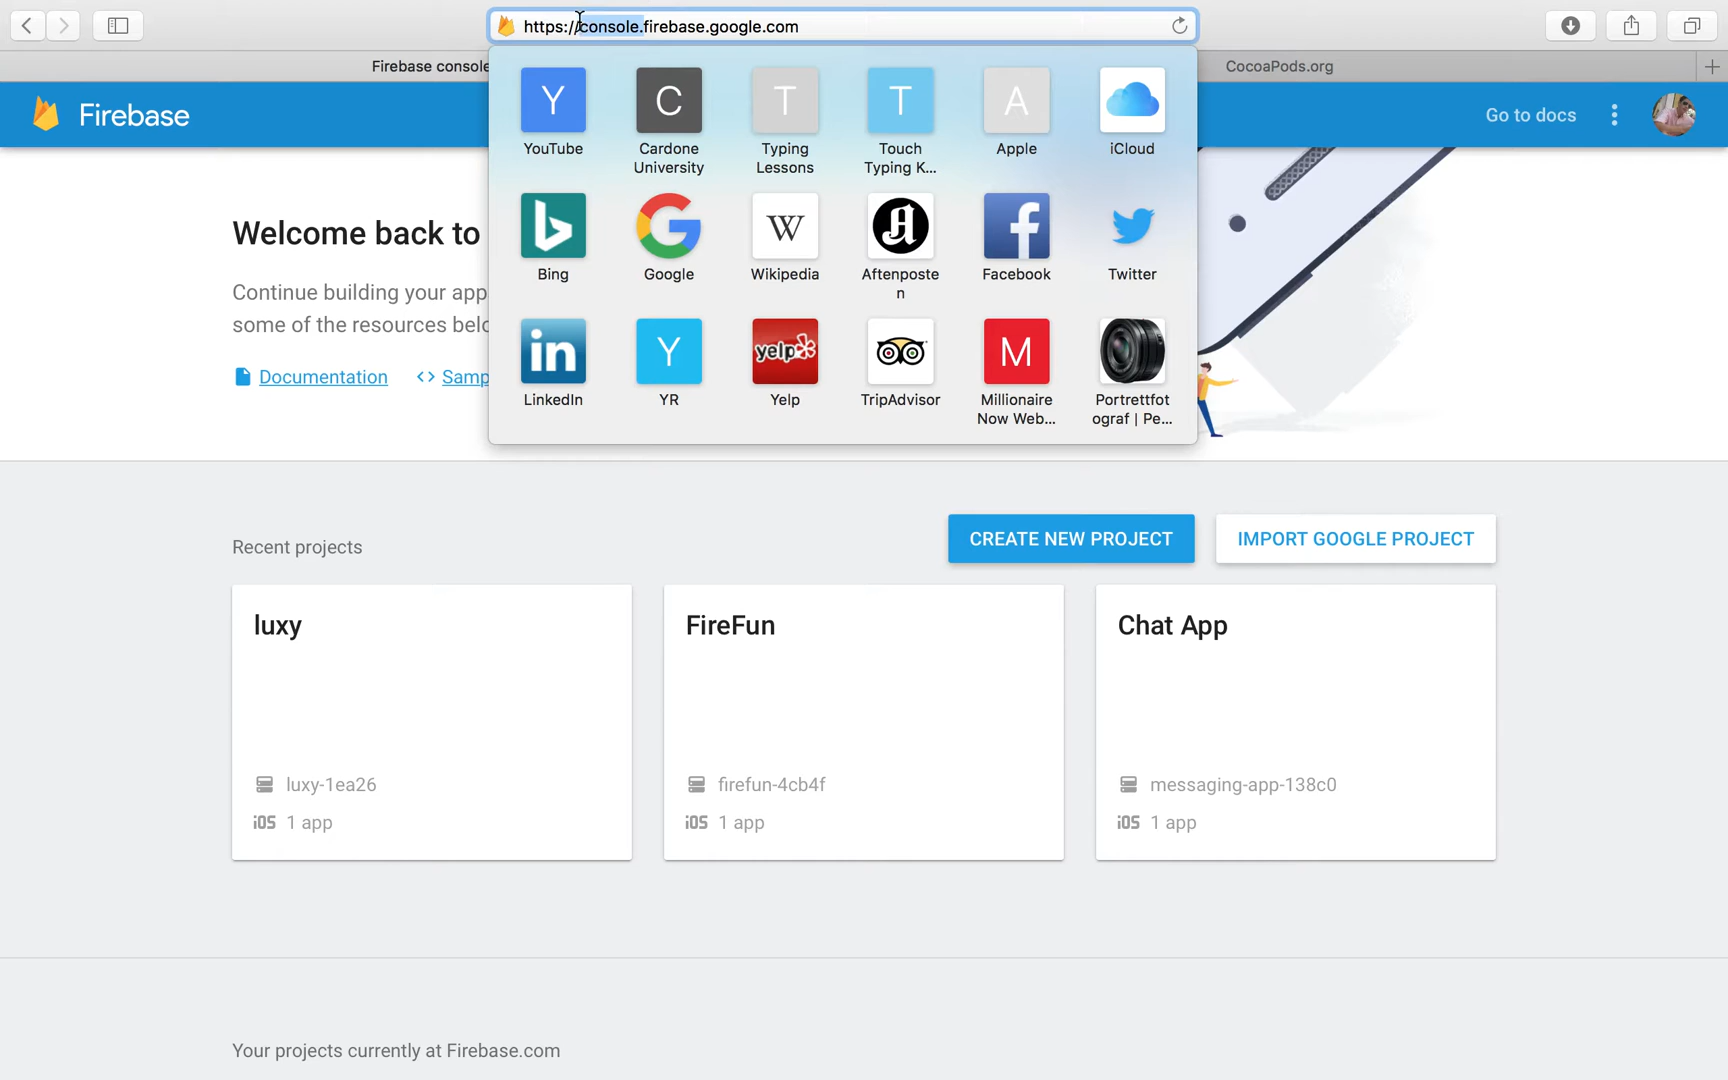 https://console.firebase.google.com
Firebase console
CocoaPods.org
Firebase
Go to docs
Y
C
T
T
A
YouTube
Cardone
University
Typing
Lessons
Touch
Typing K...
Apple
iCloud
b
G
W
A
f
Bing
Google
Wikipedia
Aftenposte
n
Facebook
Twitter
in
Y
yelp
M
LinkedIn
YR
Yelp
TripAdvisor
Millionaire
Now Web...
Portrettfot
ograf | Pe...
Welcome back to
Continue building your app
some of the resources belo
Documentation
<> Samp
Recent projects
CREATE NEW PROJECT
IMPORT GOOGLE PROJECT
luxy
luxy-1ea26
iOS 1 app
FireFun
firefun-4cb4f
iOS 1 app
Chat App
messaging-app-138c0
iOS 1 app
Your projects currently at Firebase.com